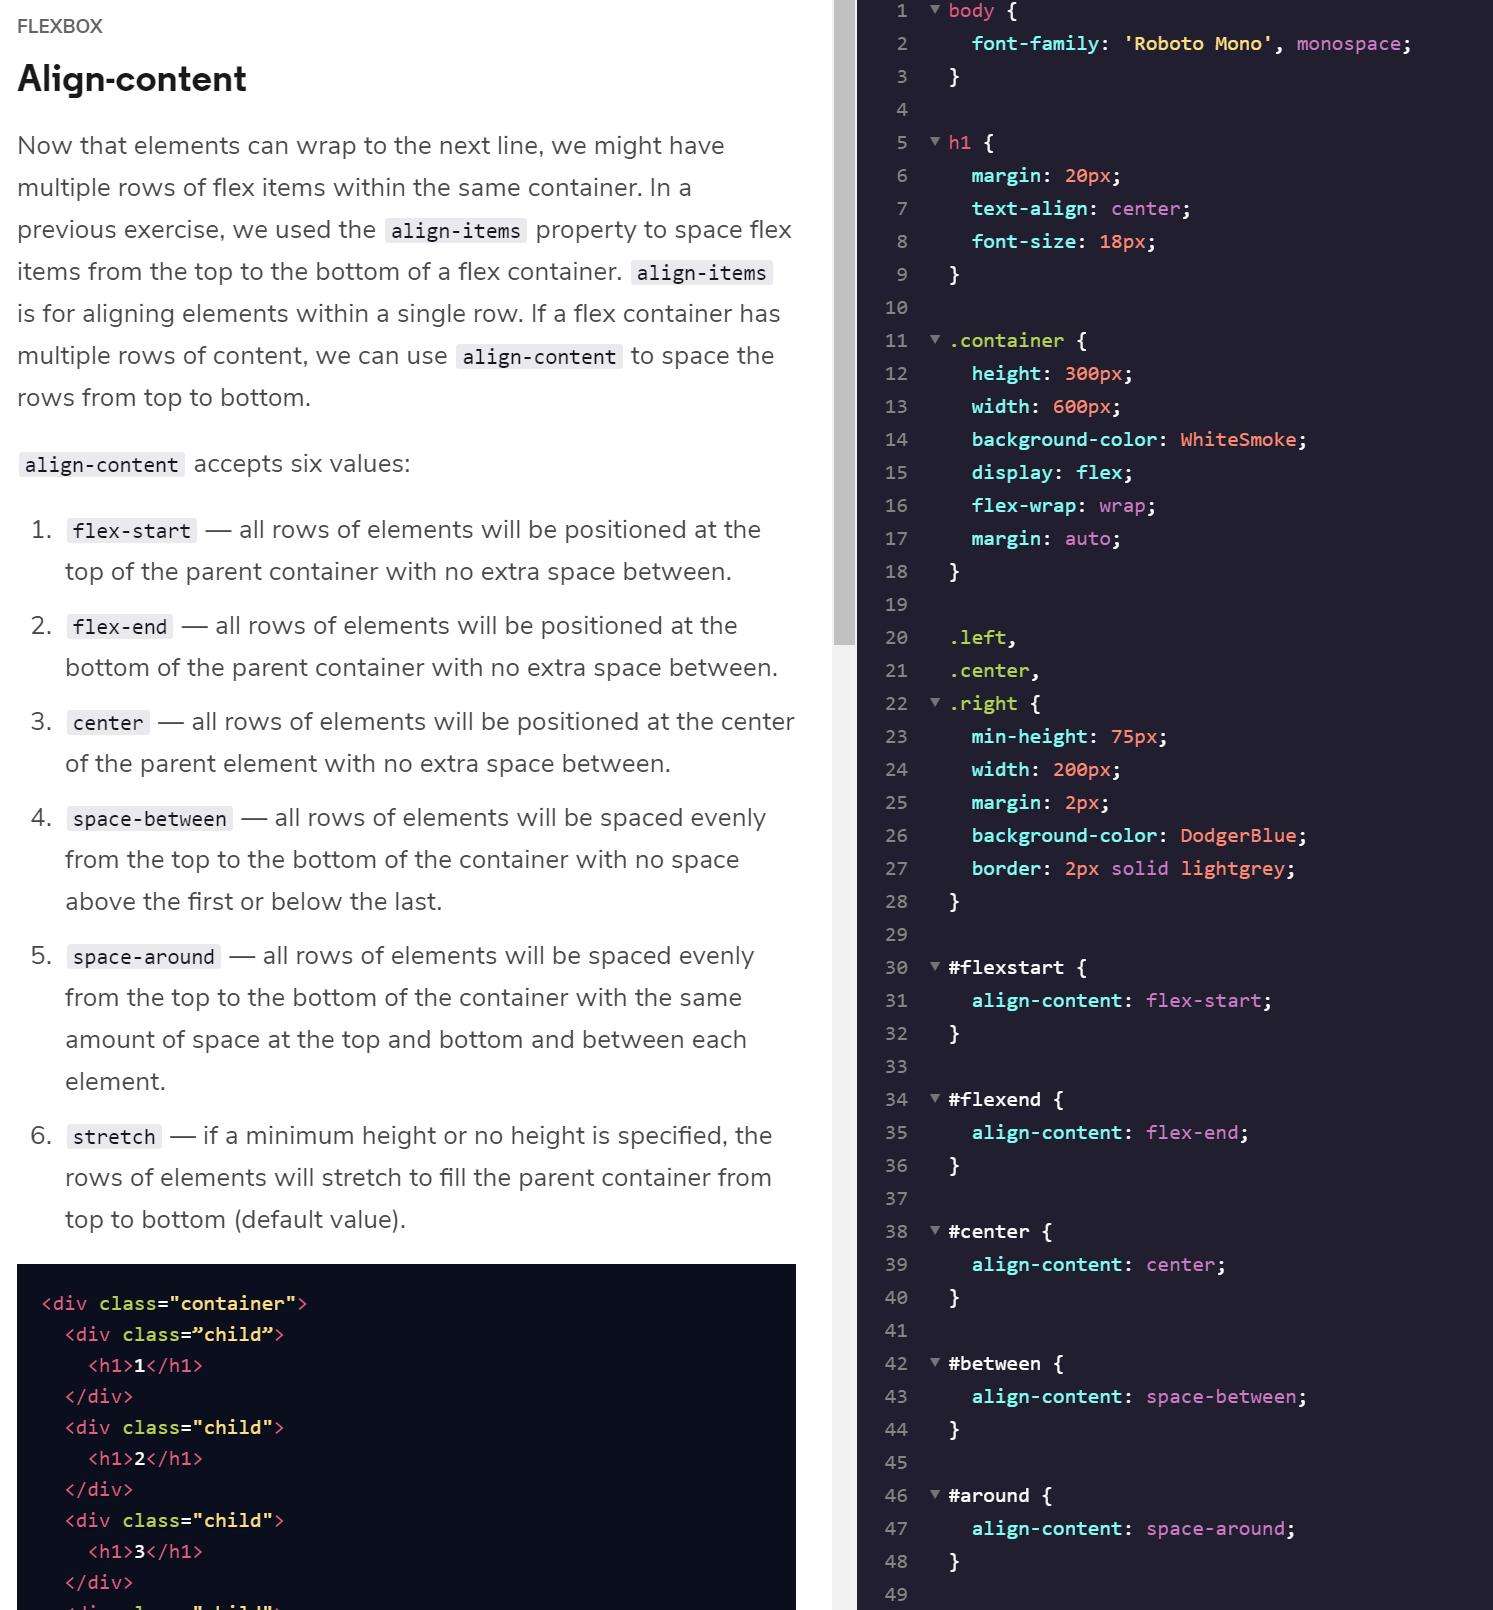 FLEXBOX
Align-content
Now that elements can wrap to the next line, we might have
multiple rows of flex items within the same container. In a
previous exercise, we used the align-items property to space flex
items from the top to the bottom of a flex container. align-items
is for aligning elements within a single row. If a flex container has
multiple rows of content, we can use align-content to space the
rows from top to bottom.
align-content accepts six values:
1. flex-start — all rows of elements will be positioned at the
top of the parent container with no extra space between.
2. flex-end — all rows of elements will be positioned at the
bottom of the parent container with no extra space between.
3. center — all rows of elements will be positioned at the center
of the parent element with no extra space between.
4. space-between — all rows of elements will be spaced evenly
from the top to the bottom of the container with no space
above the first or below the last.
5. space-around — all rows of elements will be spaced evenly
from the top to the bottom of the container with the same
amount of space at the top and bottom and between each
element.
6. stretch — if a minimum height or no height is specified, the
rows of elements will stretch to fill the parent container from
top to bottom (default value).
<div class="container">
<div class=”child”>
<h1>1</h1>
</div>
<div class="child">
<h1>2</h1>
</div>
<div class="child">
<h1>3</h1>
</div>
1 body {
2 font-family: 'Roboto Mono', monospace;
3 }
4
5 h1 {
6 margin: 20px;
7 text-align: center;
8 font-size: 18px;
9 }
10
11 .container {
12 height: 300px;
13 width: 600px;
14 background-color: WhiteSmoke;
15 display: flex;
16 flex-wrap: wrap;
17 margin: auto;
18 }
19
20 .left,
21 .center,
22 .right {
23 min-height: 75px;
24 width: 200px;
25 margin: 2px;
26 background-color: DodgerBlue;
27 border: 2px solid lightgrey;
28 }
29
30 #flexstart {
31 align-content: flex-start;
32 }
33
34 #flexend {
35 align-content: flex-end;
36 }
37
38 #center {
39 align-content: center;
40 }
41
42 #between {
43 align-content: space-between;
44 }
45
46 #around {
47 align-content: space-around;
48 }
49